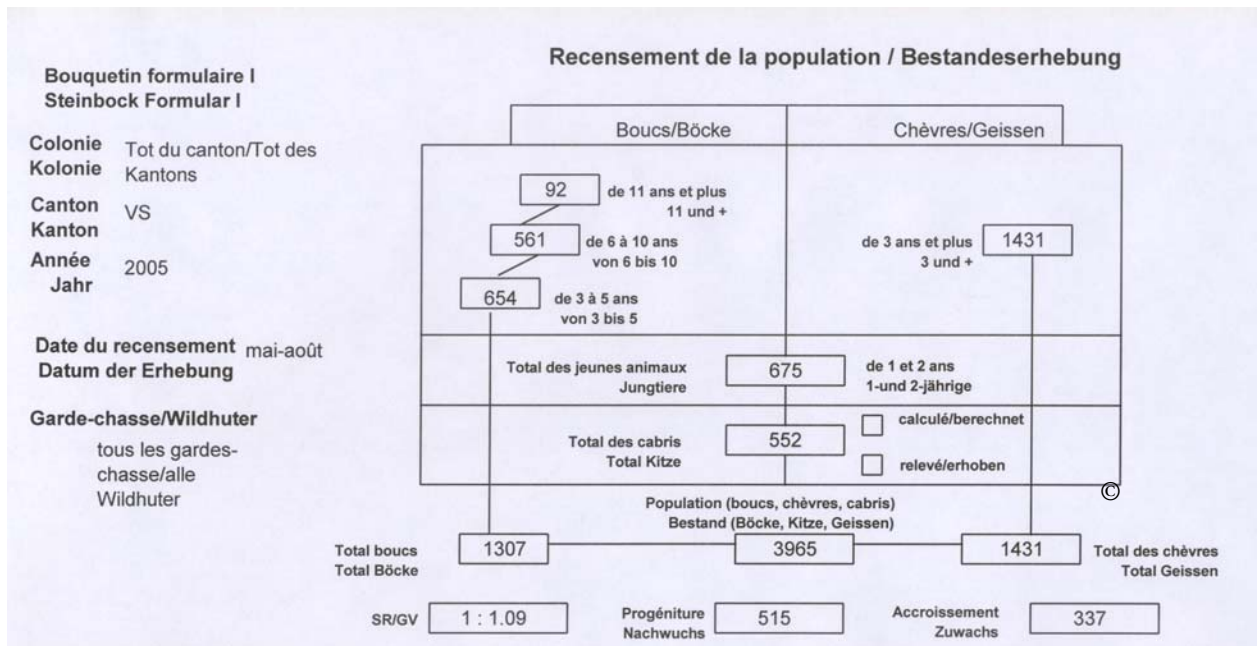 Recensement de la population / Bestandeserhebung
Bouquetin formulaire I
Steinbock Formular I
Colonie
Kolonie
Tot du canton/Tot des
Kantons
Canton
Kanton
VS
Année
Jahr
2005
Date du recensement
Datum der Erhebung
mai-août
Garde-chasse/Wildhuter
tous les gardes-
chasse/alle
Wildhuter
Boucs/Böcke
Chèvres/Geissen
92
de 11 ans et plus
11 und +
561
de 6 à 10 ans
von 6 bis 10
654
de 3 à 5 ans
von 3 bis 5
de 3 ans et plus
3 und +
1431
Total des jeunes animaux
Jungtiere
675
de 1 et 2 ans
1-und 2-jährige
Total des cabris
Total Kitze
552
calculé/berechnet
relevé/erhoben
©
Population (boucs, chèvres, cabris)
Bestand (Böcke, Kitze, Geissen)
Total boucs
Total Böcke
1307
3965
1431
Total des chèvres
Total Geissen
SR/GV
1 : 1.09
Progéniture
Nachwuchs
515
Accroissement
Zuwachs
337